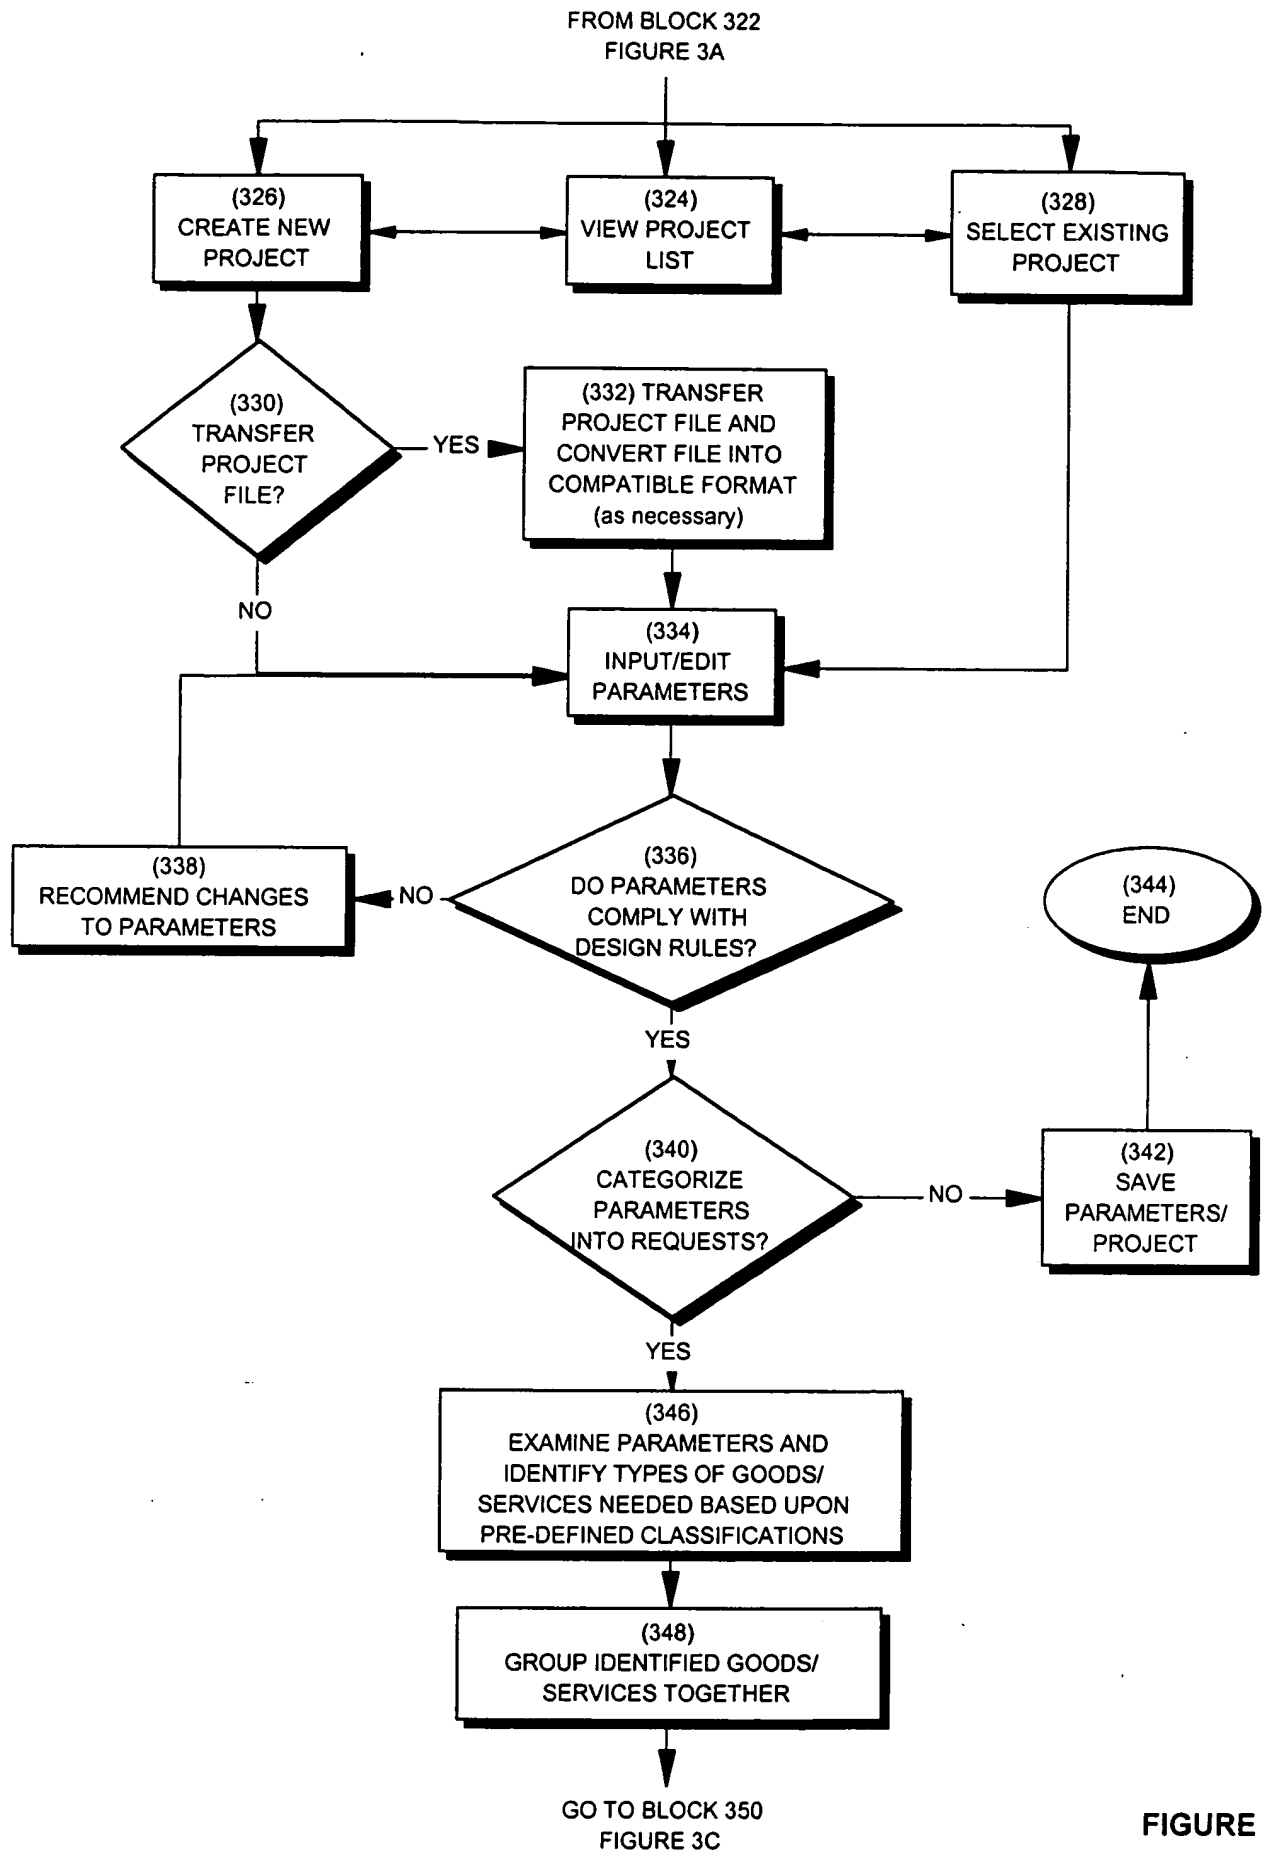 FROM BLOCK 322
FIGURE 3A
(326)
CREATE NEW
PROJECT
(324)
VIEW PROJECT
LIST
(328)
SELECT EXISTING
PROJECT
(330)
TRANSFER
PROJECT
FILE?
YES
(332) TRANSFER
PROJECT FILE AND
CONVERT FILE INTO
COMPATIBLE FORMAT
(as necessary)
NO
(334)
INPUT/EDIT
PARAMETERS
(338)
RECOMMEND CHANGES
TO PARAMETERS
NO
(336)
DO PARAMETERS
COMPLY WITH
DESIGN RULES?
(344)
END
YES
(340)
CATEGORIZE
PARAMETERS
INTO REQUESTS?
NO
(342)
SAVE
PARAMETERS/
PROJECT
YES
(346)
EXAMINE PARAMETERS AND
IDENTIFY TYPES OF GOODS/
SERVICES NEEDED BASED UPON
PRE-DEFINED CLASSIFICATIONS
(348)
GROUP IDENTIFIED GOODS/
SERVICES TOGETHER
GO TO BLOCK 350
FIGURE 3C
FIGURE